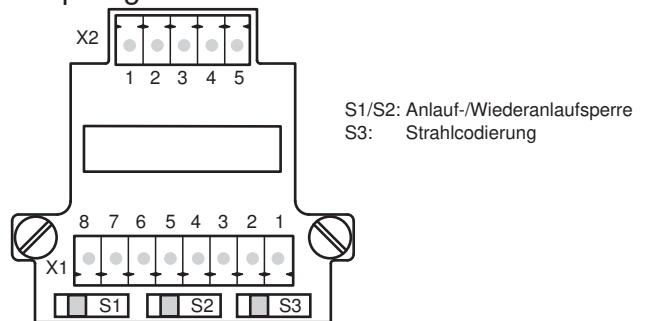 X2
1 2 3 4 5
S1/S2: Anlauf-/Wiederanlaufsperre
S3: Strahlcodierung
8 7 6 5 4 3 2 1
X1
S1 S2 S3